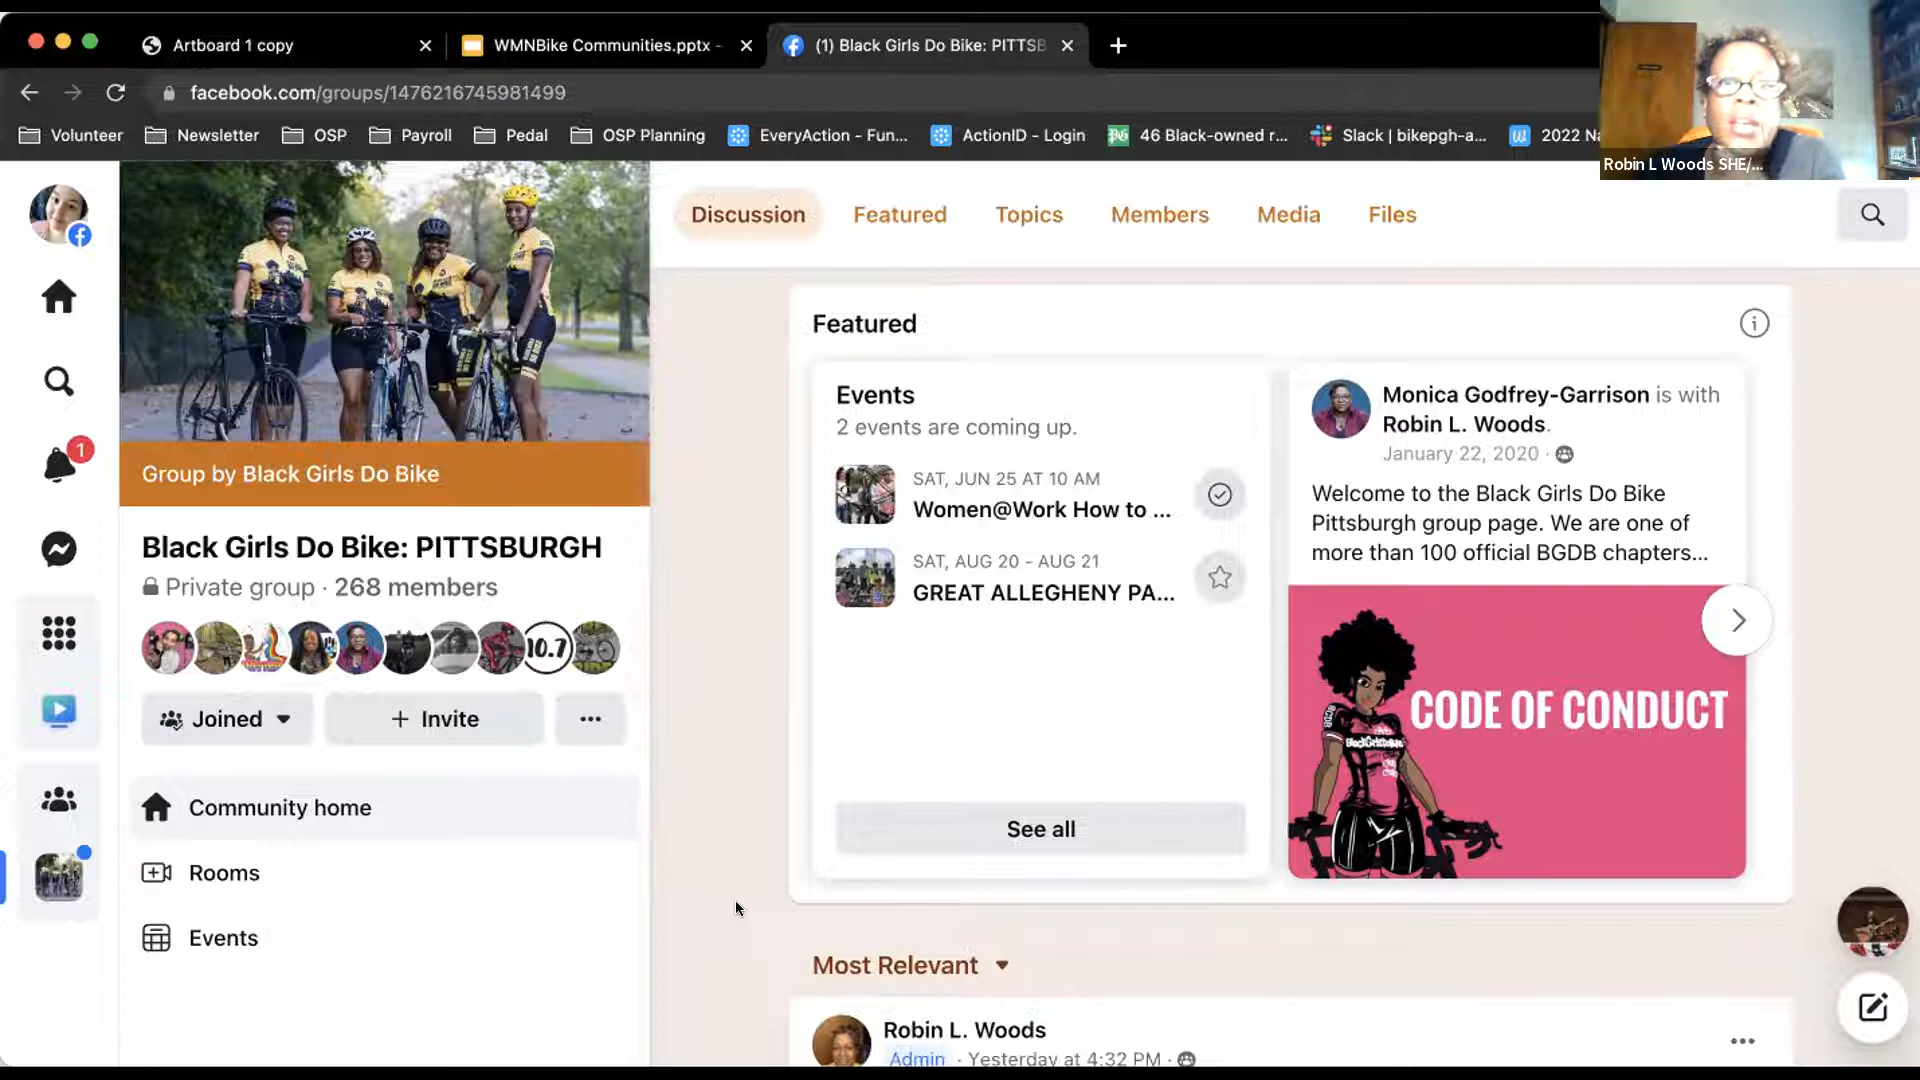 Artboard 1 copy
WMNBike Communities.pptx -
(1) Black Girls Do Bike: PITTSB
facebook.com/groups/1476216745981499
Volunteer
Newsletter
OSP
Payroll
Pedal
OSP Planning
EveryAction - Fun...
ActionID - Login
46 Black-owned r...
Slack | bikepgh-a...
2022 Na
Robin L Woods SHE/...
Discussion
Featured
Topics
Members
Media
Files
1
Group by Black Girls Do Bike
Black Girls Do Bike: PITTSBURGH
Private group · 268 members
10.7
Joined
+ Invite
Community home
Rooms
Events
Featured
Events
2 events are coming up.
SAT, JUN 25 AT 10 AM
Women@Work How to ...
SAT, AUG 20 - AUG 21
GREAT ALLEGHENY PA...
See all
Monica Godfrey-Garrison is with
Robin L. Woods.
January 22, 2020 ·
Welcome to the Black Girls Do Bike
Pittsburgh group page. We are one of
more than 100 official BGDB chapters...
CODE OF CONDUCT
Most Relevant
Robin L. Woods
Admin · Yesterday at 4:32 PM ·